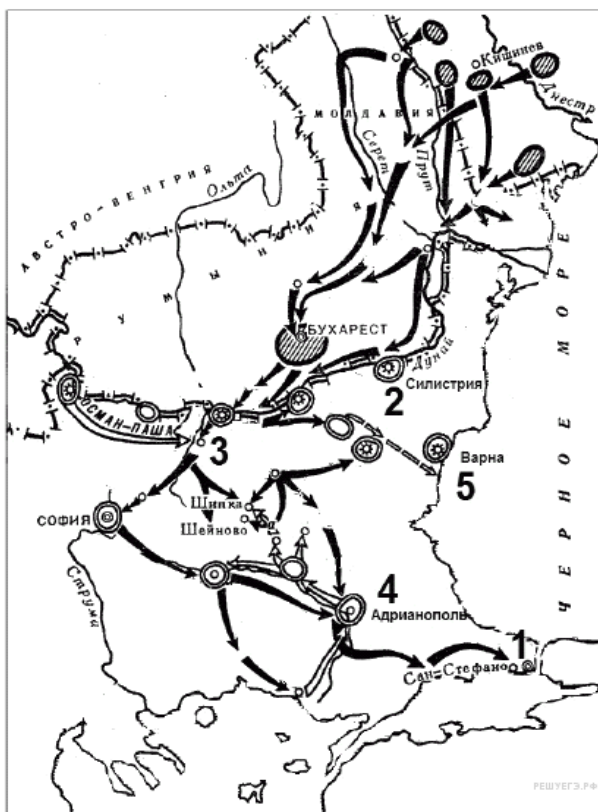 Кишинев
Днестр
МОЛДАВИЯ
Серет
Прут
Ольта
АВСТРО-ВЕНГРИЯ
РУМЫНИЯ
БУХАРЕСТ
Дунай
2
Силистрия
ОСМАН-ПАША
3
Варна
5
ЧЕРНОЕ МОРЕ
Шипка
Шейново
СОФИЯ
Струма
4
Адрианополь
1
Сан-Стефано
РЕШУЕГЭ.РФ